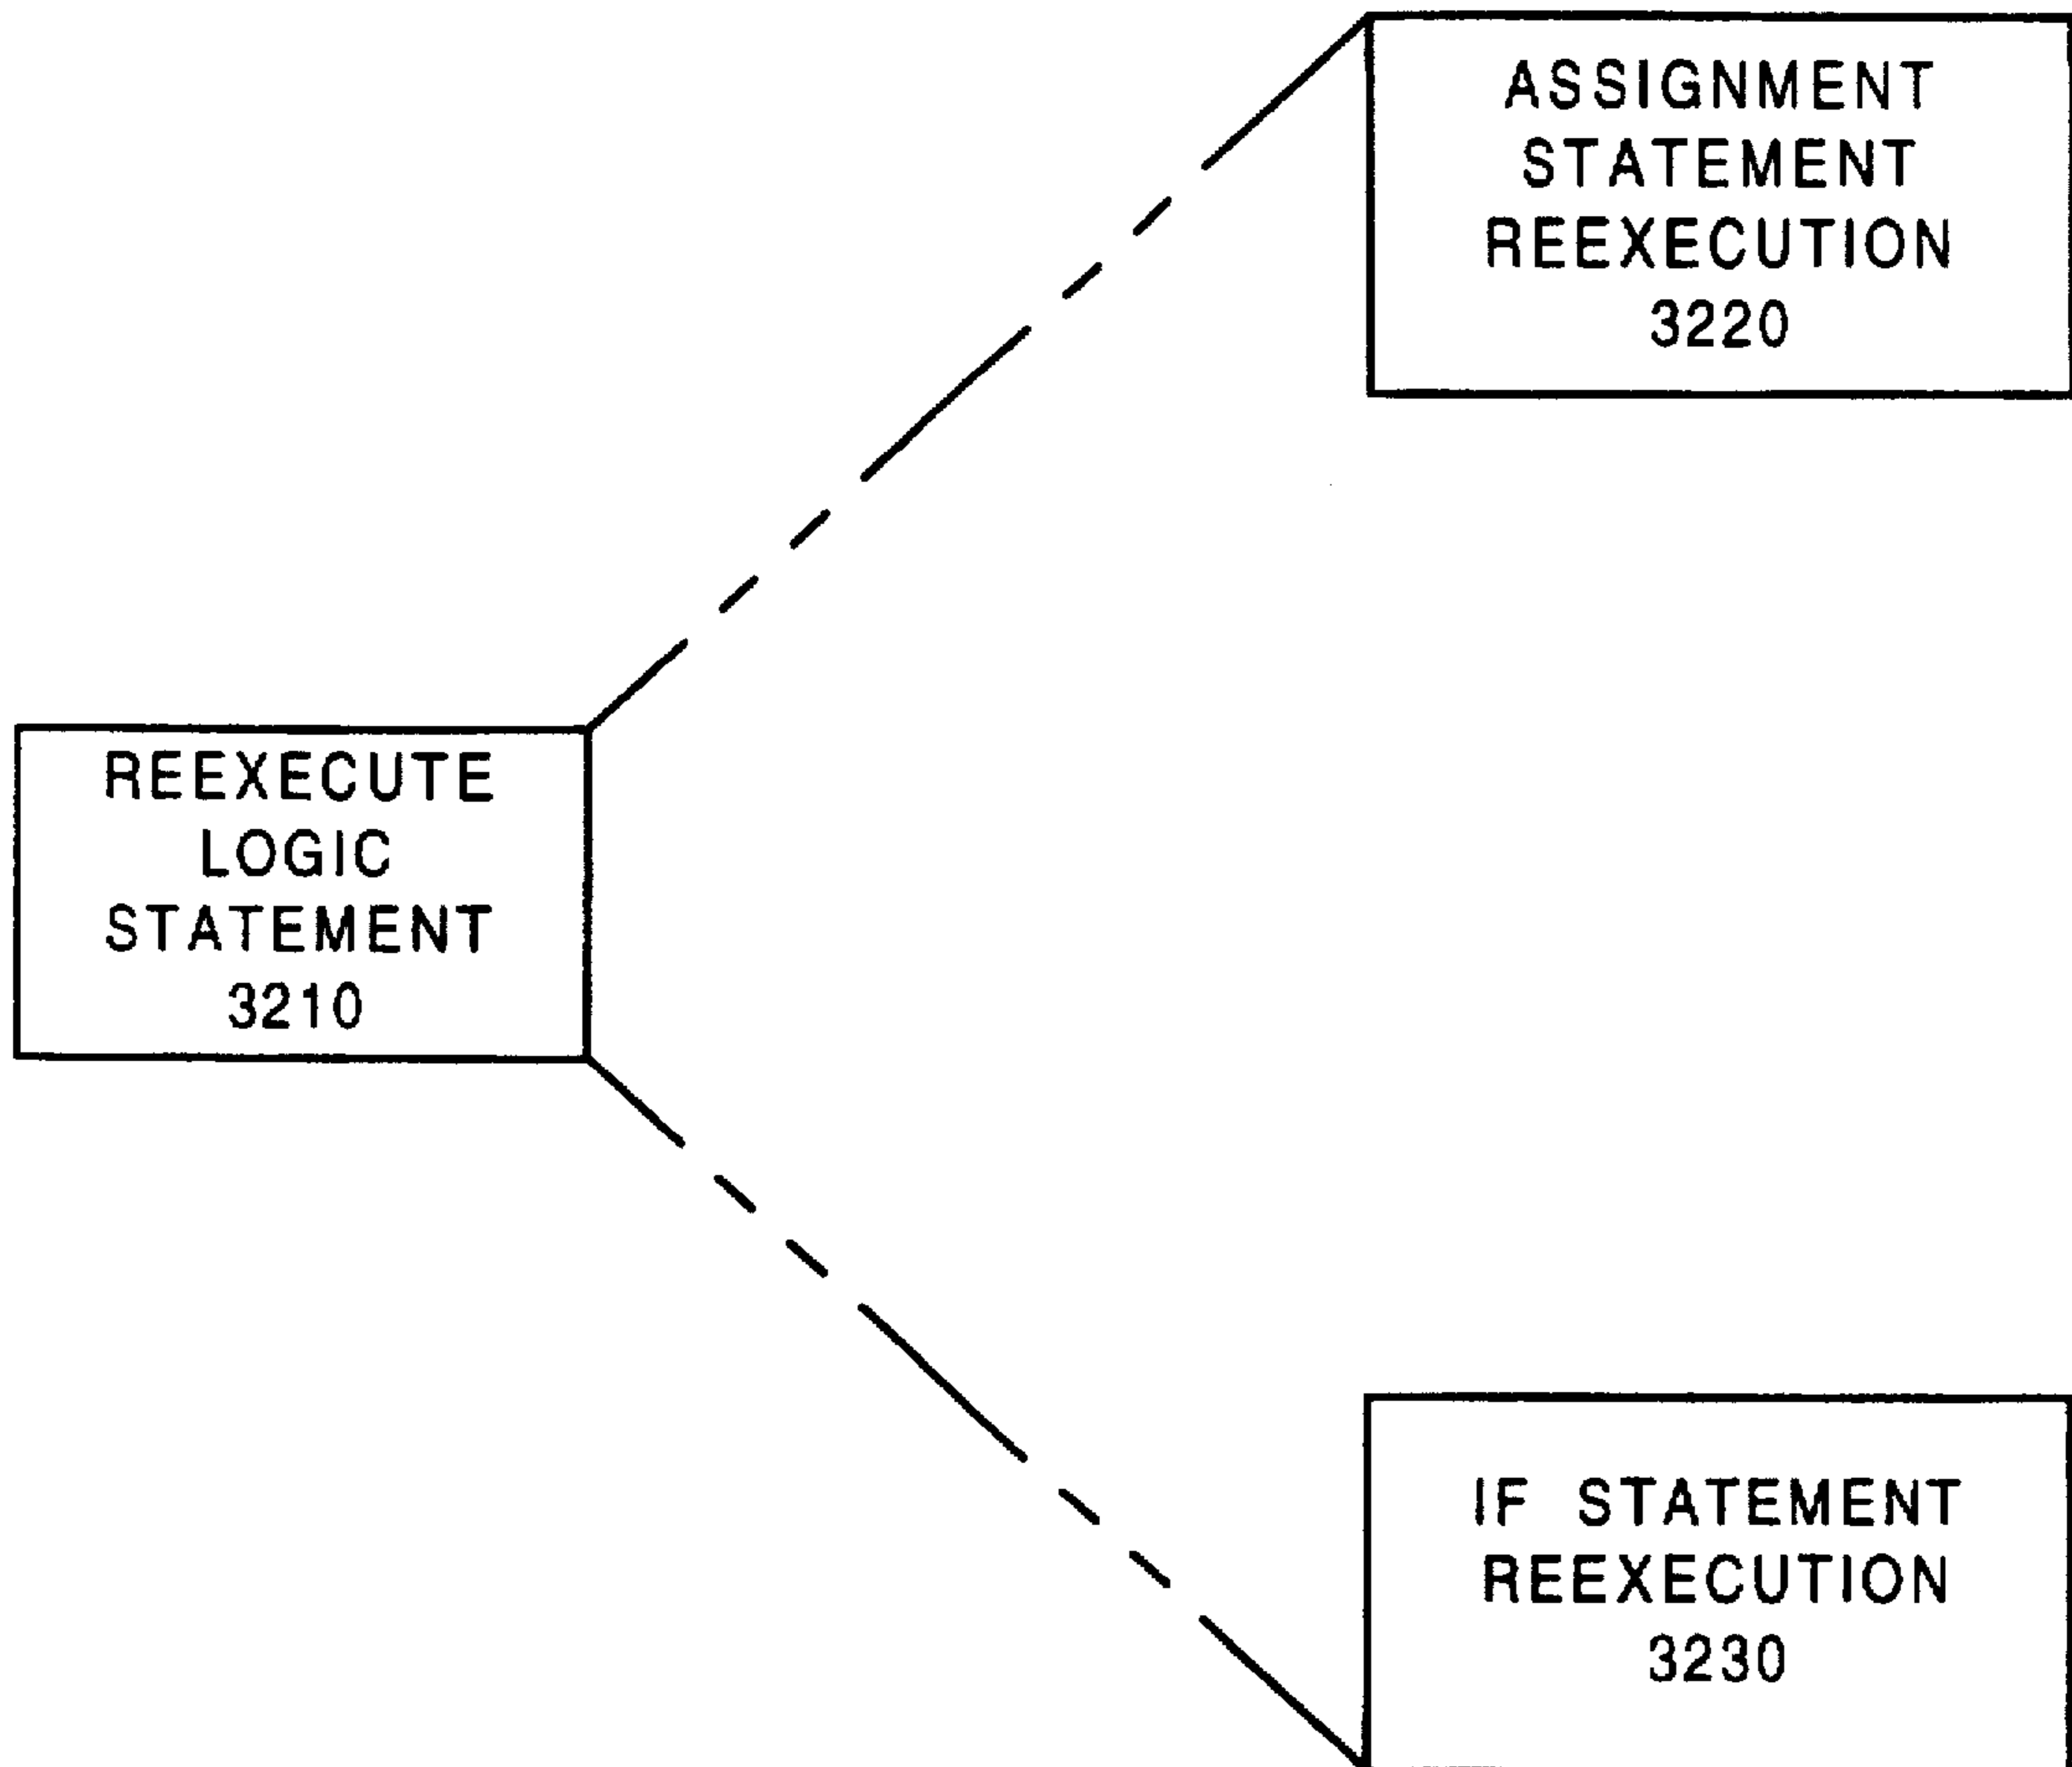 ASSIGNMENT
STATEMENT
REEXECUTION
3220
REEXECUTE
LOGIC
STATEMENT
3210
IF STATEMENT
REEXECUTION
3230